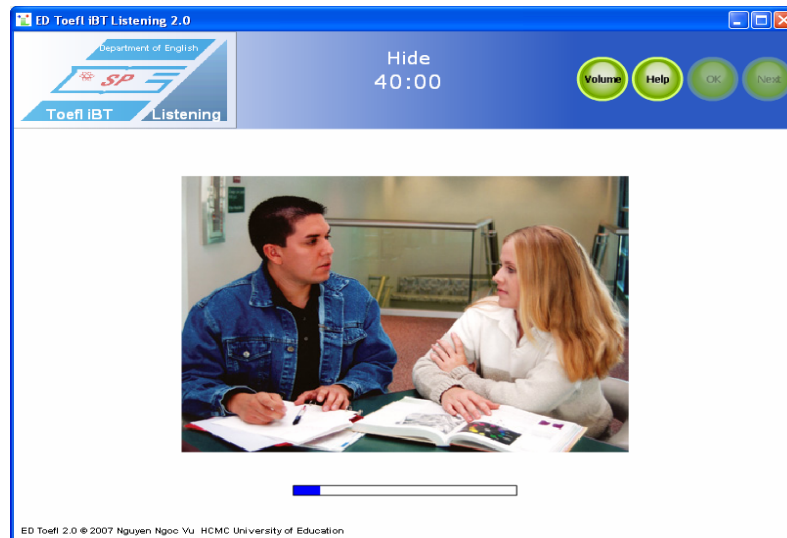 ED Toefl iBT Listening 2.0
Department of English
SP
Toefl iBT Listening
Hide
40:00
Volume Help OK Next
ED Toefl 2.0 © 2007 Nguyen Ngoc Vu HCMC University of Education